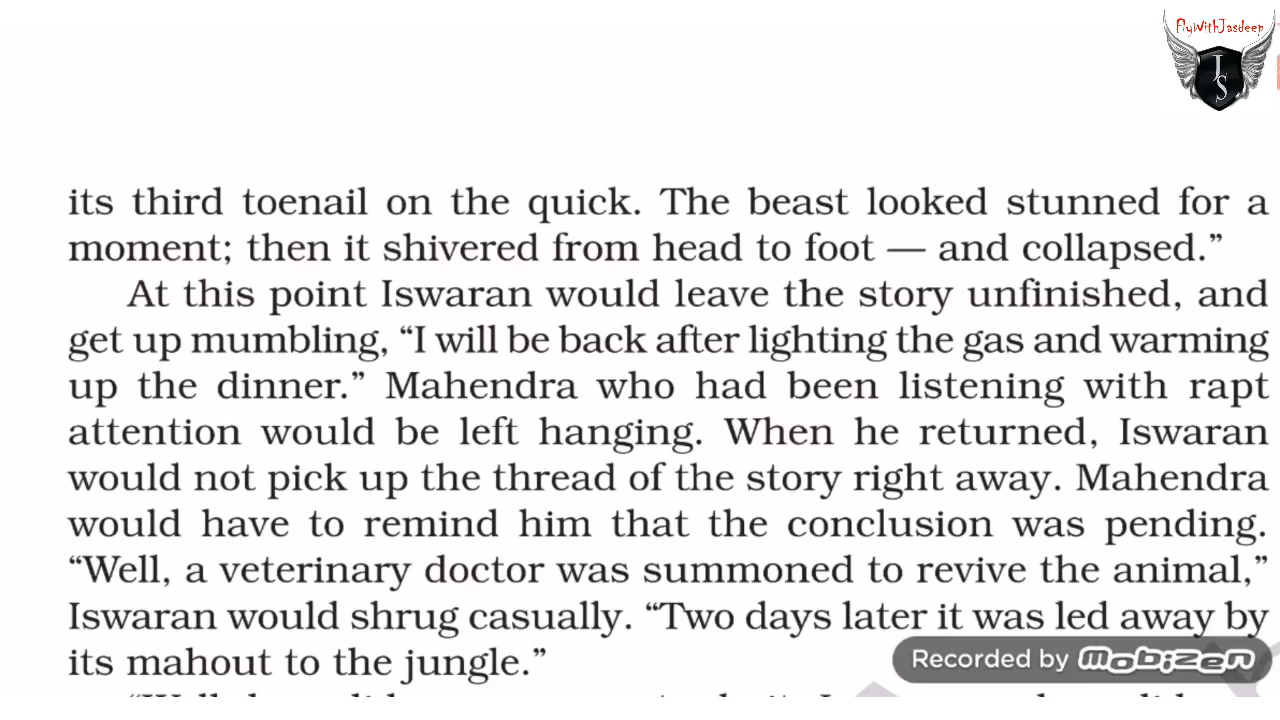 FlyWithJasdeep
J
S
its third toenail on the quick. The beast looked stunned for a
moment; then it shivered from head to foot — and collapsed.”
At this point Iswaran would leave the story unfinished, and
get up mumbling, “I will be back after lighting the gas and warming
up the dinner.” Mahendra who had been listening with rapt
attention would be left hanging. When he returned, Iswaran
would not pick up the thread of the story right away. Mahendra
would have to remind him that the conclusion was pending.
“Well, a veterinary doctor was summoned to revive the animal,”
Iswaran would shrug casually. “Two days later it was led away by
its mahout to the jungle.”
Recorded by Mobizen